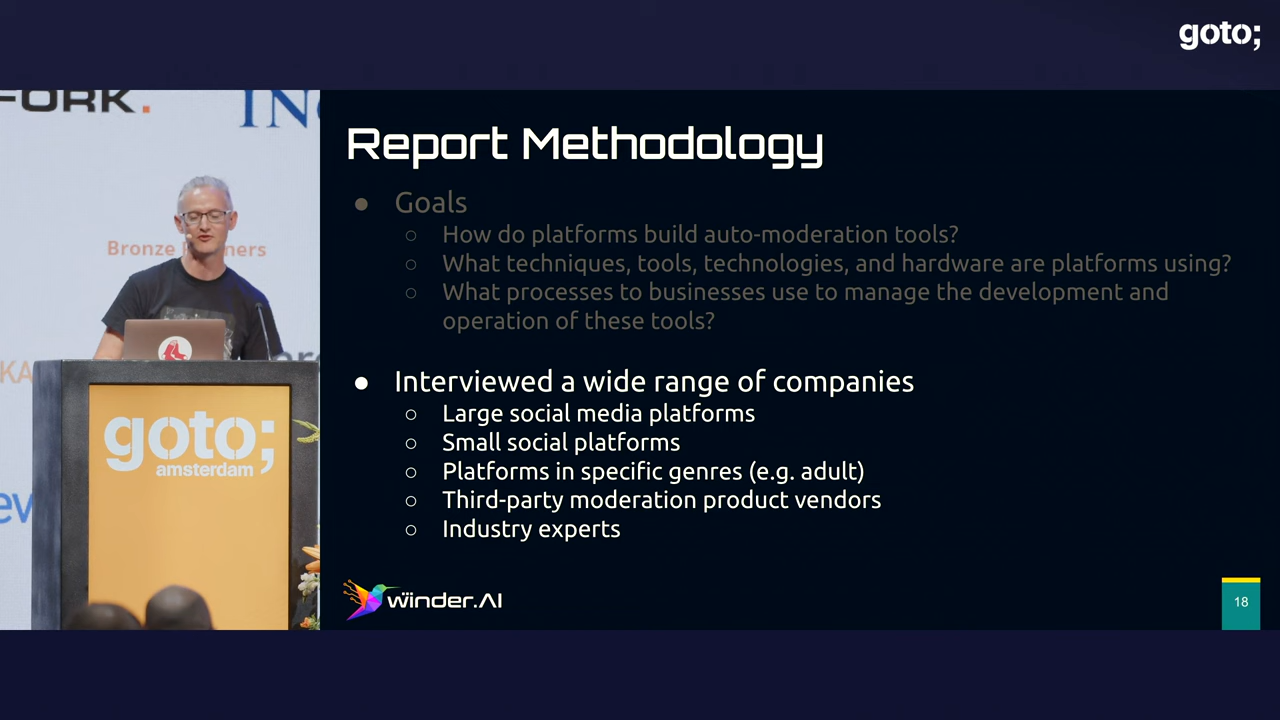 goto;
FORK.
Bronze
goto;
amsterdam
Report Methodology
● Goals
○ How do platforms build auto-moderation tools?
○ What techniques, tools, technologies, and hardware are platforms using?
○ What processes to businesses use to manage the development and
operation of these tools?
● Interviewed a wide range of companies
○ Large social media platforms
○ Small social platforms
○ Platforms in specific genres (e.g. adult)
○ Third-party moderation product vendors
○ Industry experts
winder.AI
18